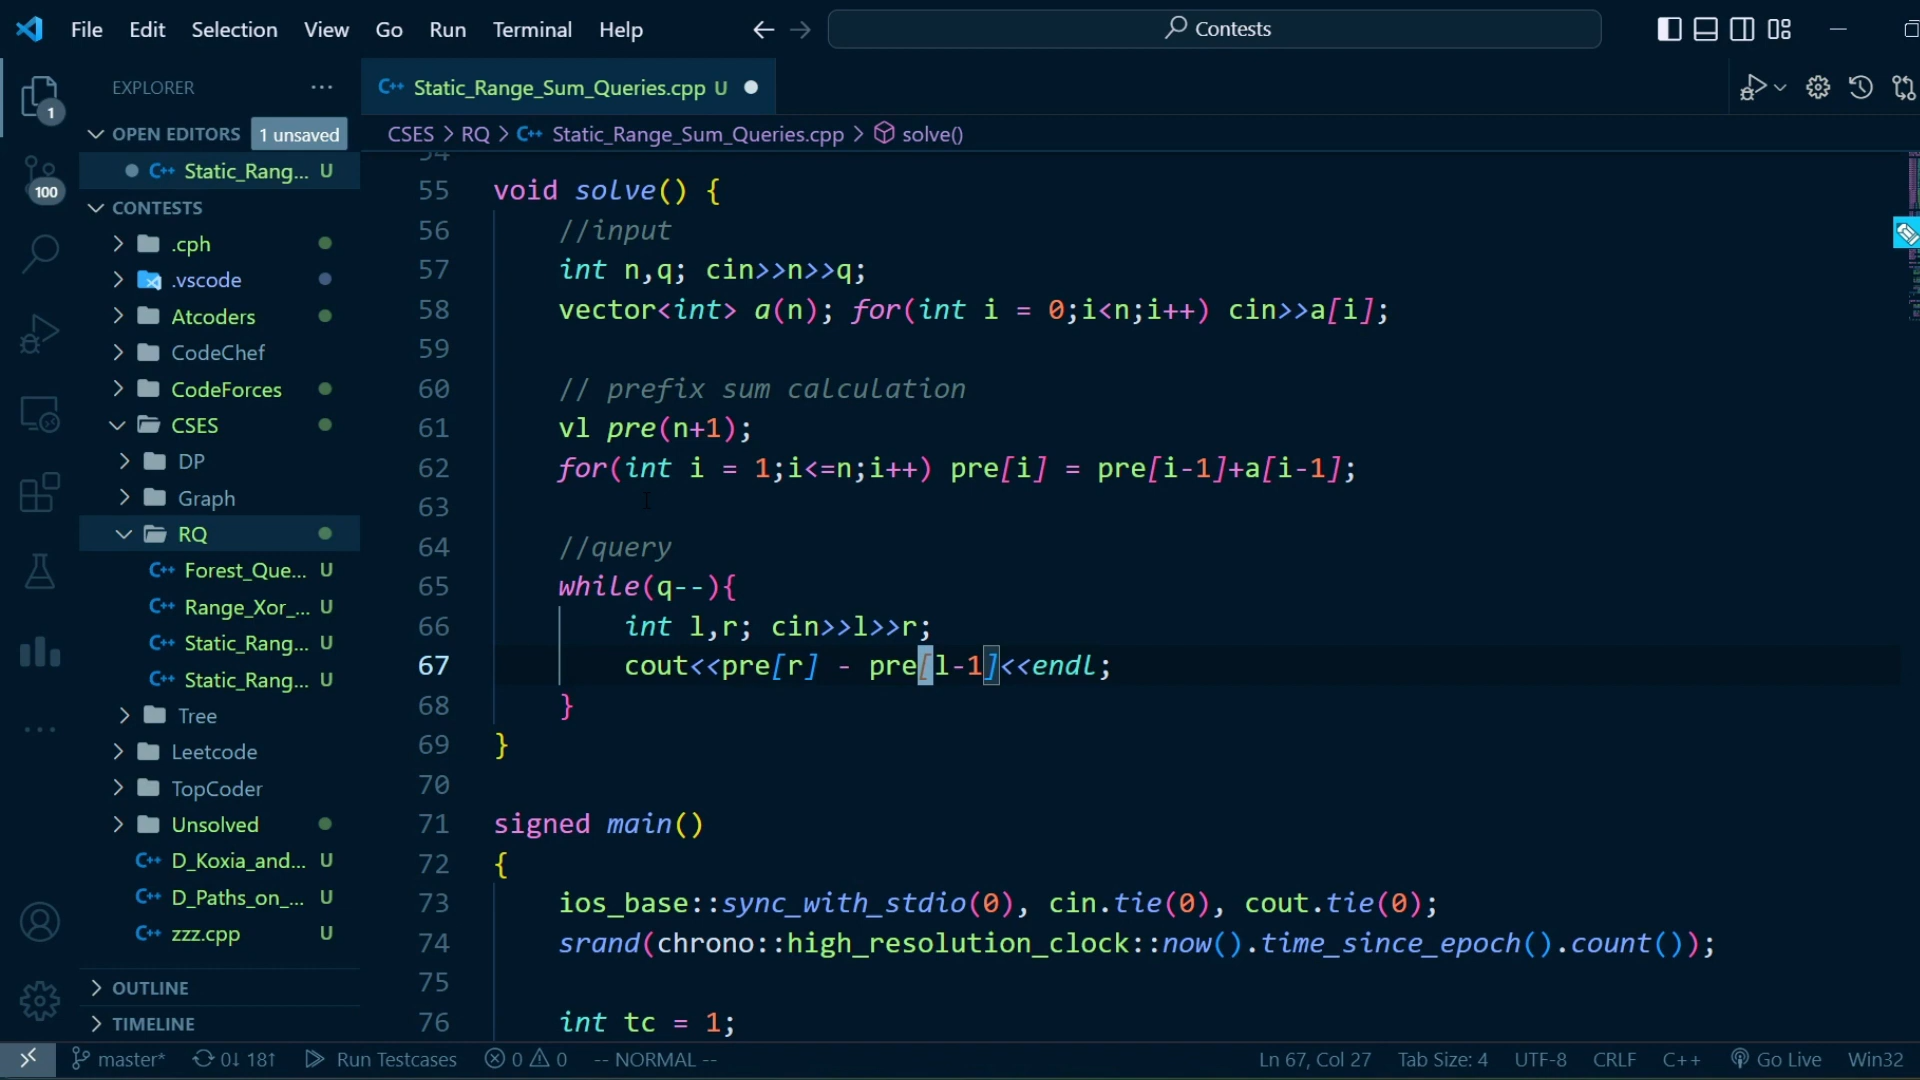 File Edit Selection View Go Run Terminal Help
Contests
EXPLORER
OPEN EDITORS 1 unsaved
Static_Rang... U
CONTESTS
.cph
.vscode
Atcoders
CodeChef
CodeForces
CSES
DP
Graph
RQ
Forest_Que... U
Range_Xor_... U
Static_Rang... U
Static_Rang... U
Tree
Leetcode
TopCoder
Unsolved
D_Koxia_and... U
D_Paths_on_... U
zzz.cpp U
OUTLINE
TIMELINE
1
100
Static_Range_Sum_Queries.cpp U
CSES > RQ > Static_Range_Sum_Queries.cpp > solve()
55 void solve() {
56 //input
57 int n,q; cin>>n>>q;
58 vector<int> a(n); for(int i = 0;i<n;i++) cin>>a[i];
59
60 // prefix sum calculation
61 vl pre(n+1);
62 for(int i = 1;i<=n;i++) pre[i] = pre[i-1]+a[i-1];
63
64 //query
65 while(q--){
66 int l,r; cin>>l>>r;
67 cout<<pre[r] - pre[l-1]<<endl;
68 }
69 }
70
71 signed main()
72 {
73 ios_base::sync_with_stdio(0), cin.tie(0), cout.tie(0);
74 srand(chrono::high_resolution_clock::now().time_since_epoch().count());
75
76 int tc = 1;
master* 0↓ 18↑ Run Testcases 0 0 -- NORMAL -- Ln 67, Col 27 Tab Size: 4 UTF-8 CRLF C++ Go Live Win32